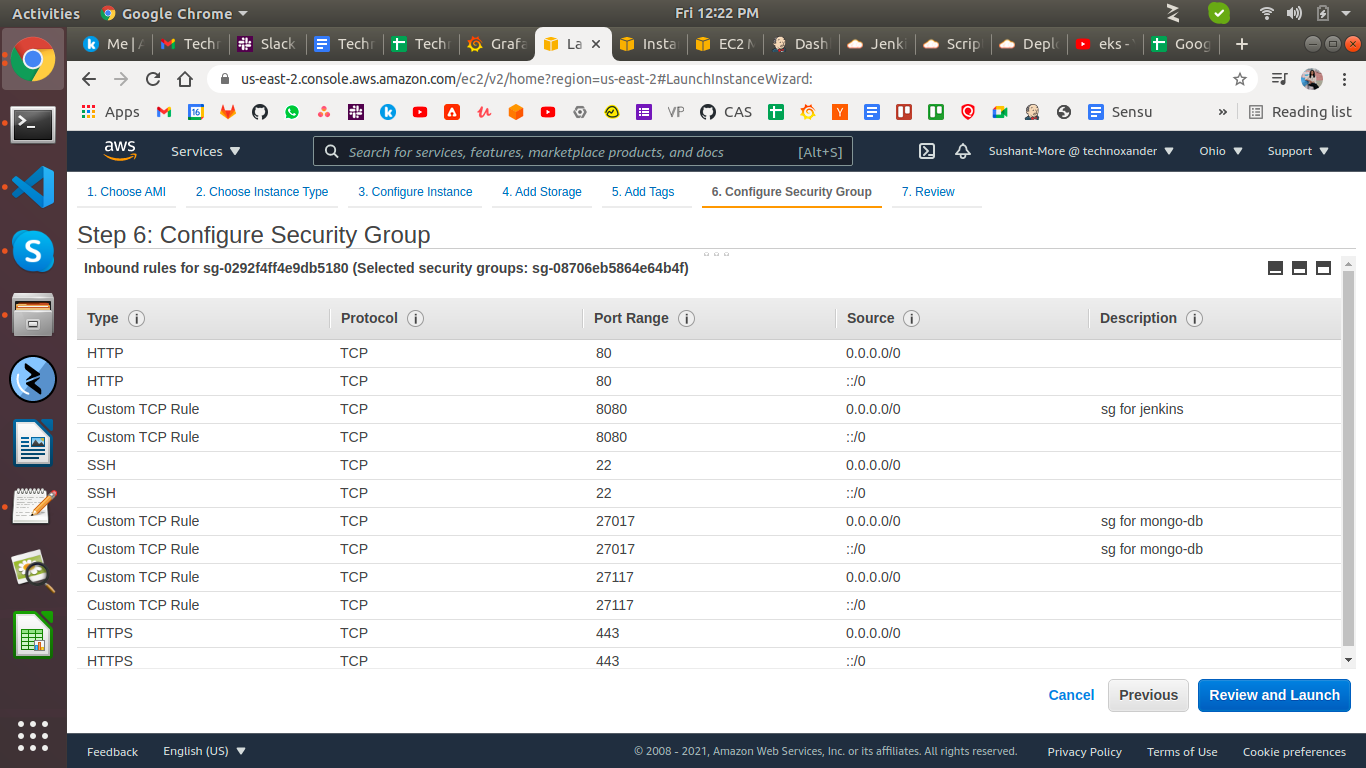 Activities Google Chrome Fri 12:22 PM
Me | A Techn Slack Techn Techn Grafa La Insta EC2 M Dash Jenki Scrip Deplo eks - Y Goog
us-east-2.console.aws.amazon.com/ec2/v2/home?region=us-east-2#LaunchInstanceWizard:
Apps VP CAS Sensu » Reading list
aws Services Search for services, features, marketplace products, and docs [Alt+S] Sushant-More @ technoxander Ohio Support
1. Choose AMI 2. Choose Instance Type 3. Configure Instance 4. Add Storage 5. Add Tags 6. Configure Security Group 7. Review
Step 6: Configure Security Group
Inbound rules for sg-0292f4ff4e9db5180 (Selected security groups: sg-08706eb5864e64b4f)
Type Protocol Port Range Source Description
HTTP TCP 80 0.0.0.0/0
HTTP TCP 80 ::/0
Custom TCP Rule TCP 8080 0.0.0.0/0 sg for jenkins
Custom TCP Rule TCP 8080 ::/0
SSH TCP 22 0.0.0.0/0
SSH TCP 22 ::/0
Custom TCP Rule TCP 27017 0.0.0.0/0 sg for mongo-db
Custom TCP Rule TCP 27017 ::/0 sg for mongo-db
Custom TCP Rule TCP 27117 0.0.0.0/0
Custom TCP Rule TCP 27117 ::/0
HTTPS TCP 443 0.0.0.0/0
HTTPS TCP 443 ::/0
Cancel Previous Review and Launch
Feedback English (US) © 2008 - 2021, Amazon Web Services, Inc. or its affiliates. All rights reserved. Privacy Policy Terms of Use Cookie preferences